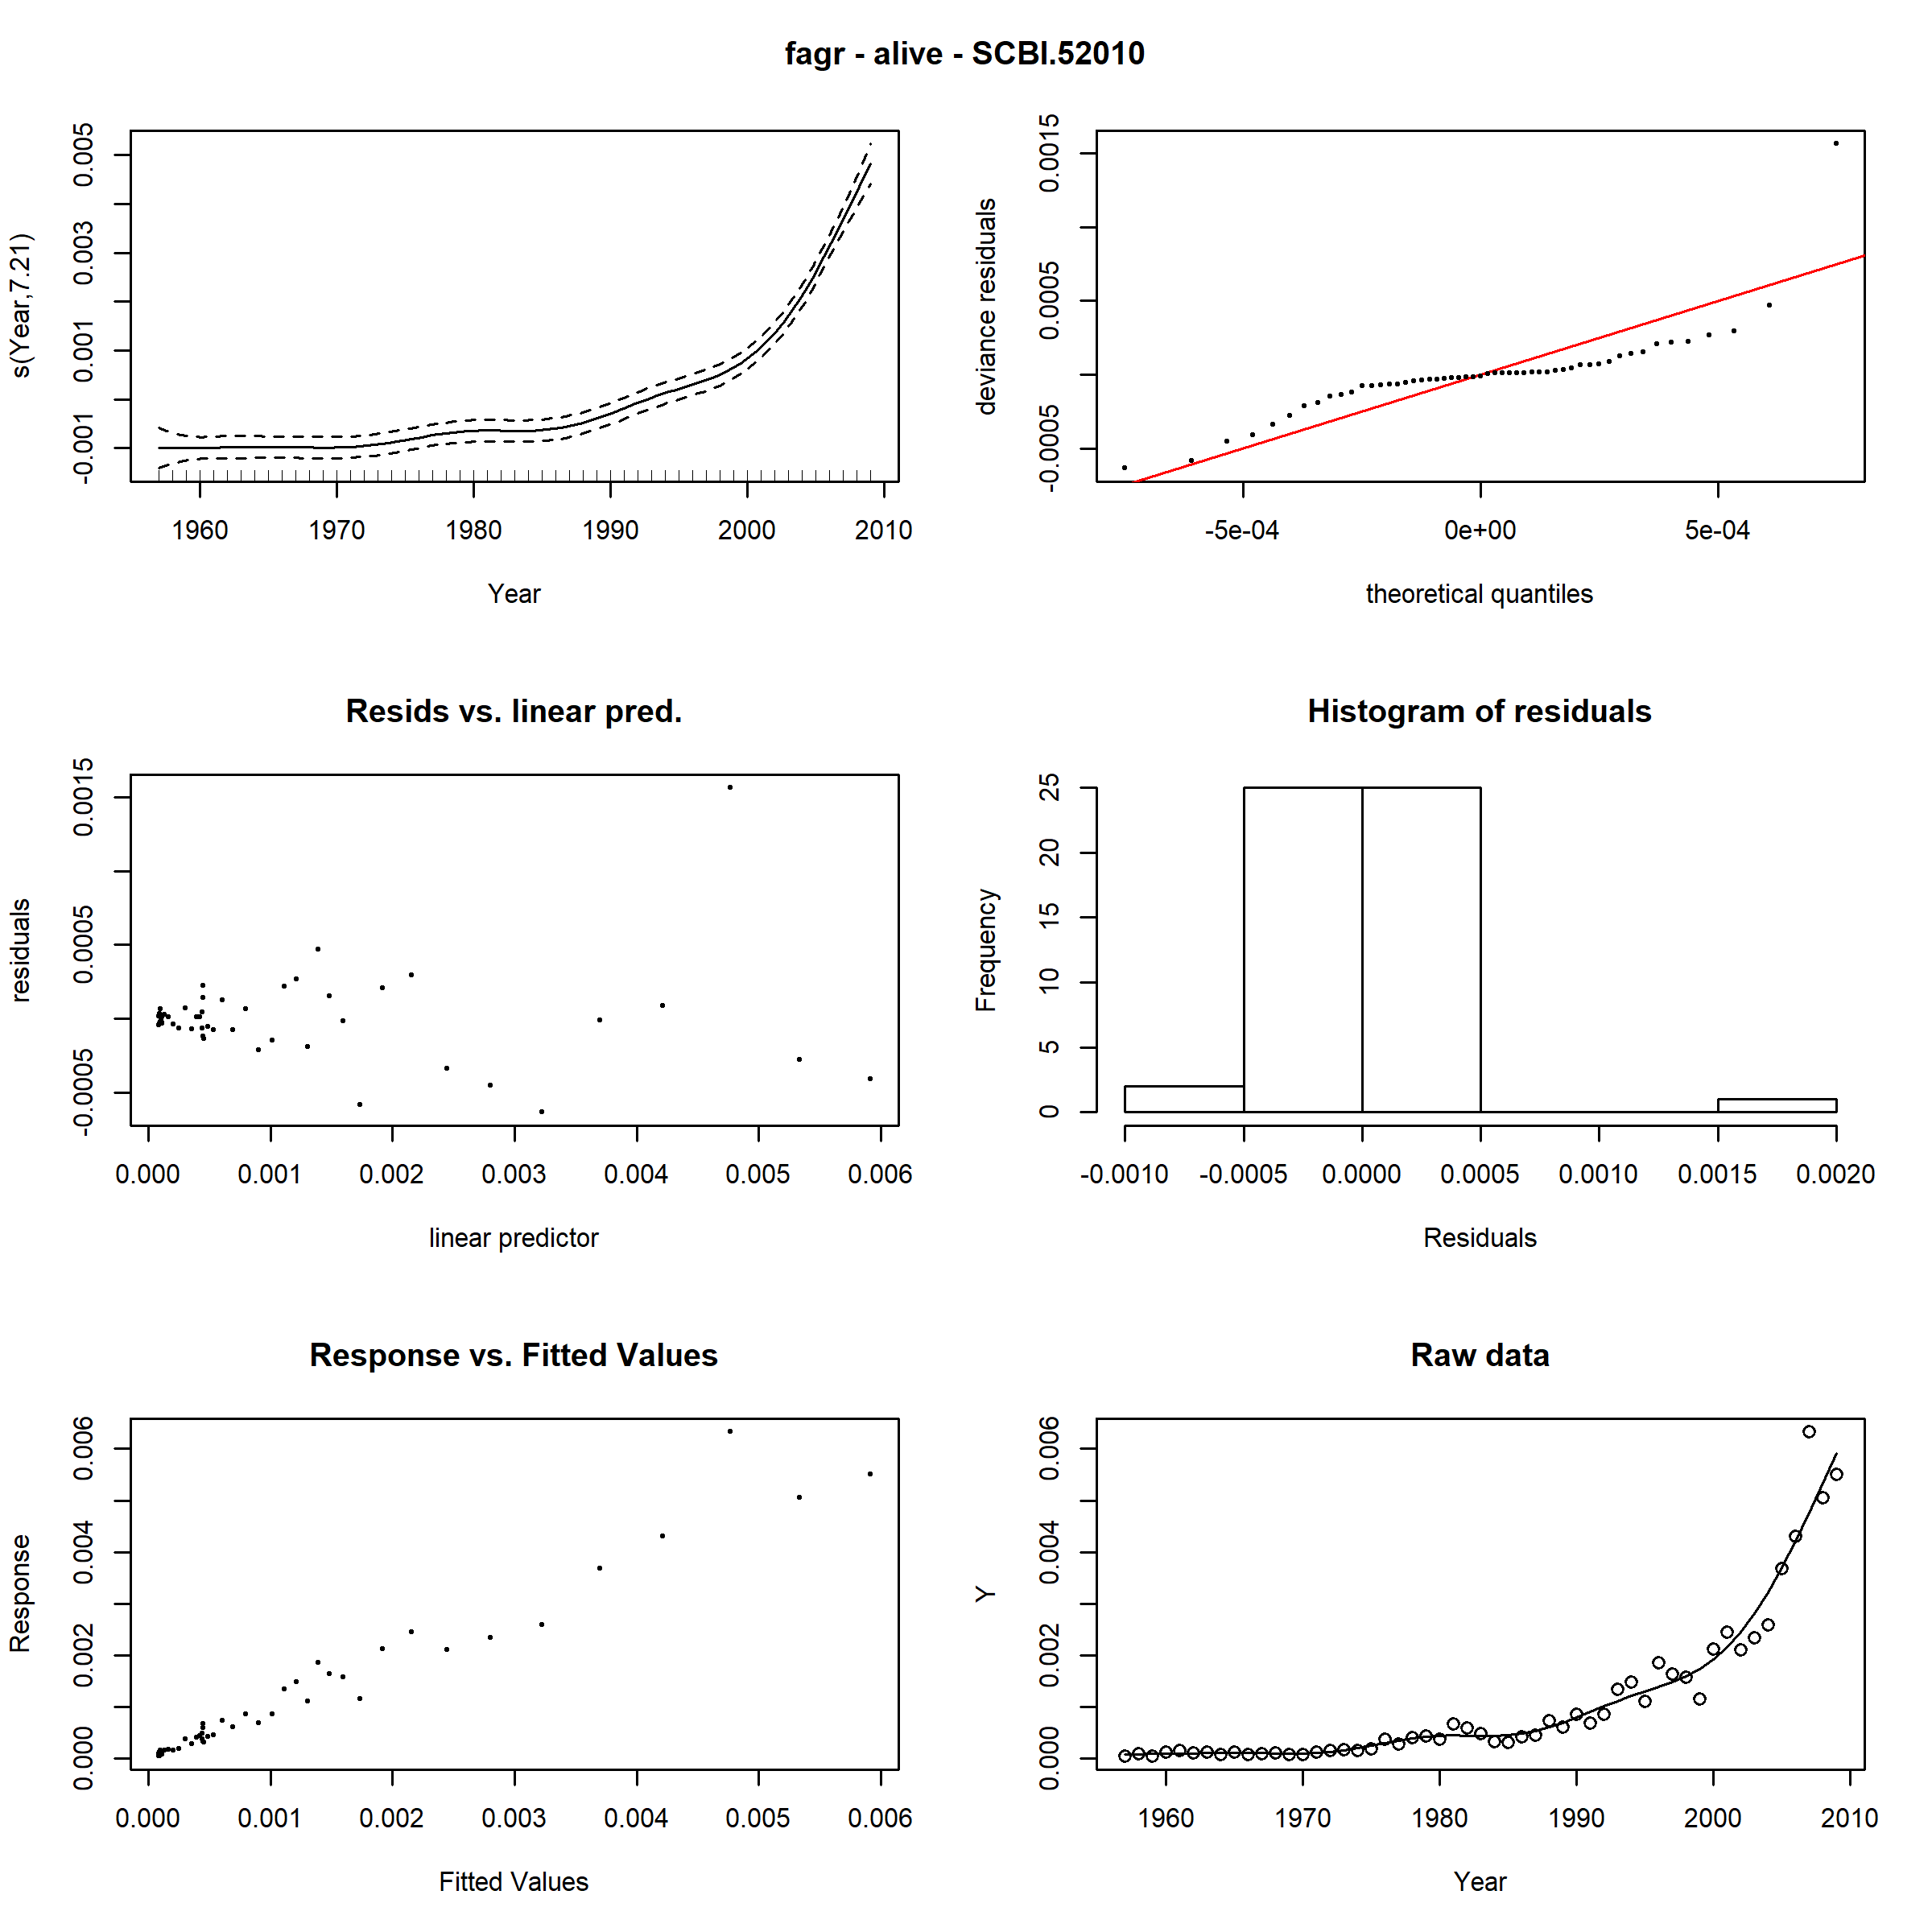 fagr - alive - SCBI.52010
s(Year,7.21)
-0.001 0.001 0.003 0.005
1960 1970 1980 1990 2000 2010
Year
deviance residuals
-0.0005 0.0005 0.0015
-5e-04 0e+00 5e-04
theoretical quantiles
Resids vs. linear pred.
residuals
-0.0005 0.0005 0.0015
0.000 0.001 0.002 0.003 0.004 0.005 0.006
linear predictor
Histogram of residuals
Frequency
0 5 10 15 20 25
-0.0010 -0.0005 0.0000 0.0005 0.0010 0.0015 0.0020
Residuals
Response vs. Fitted Values
Response
0.000 0.002 0.004 0.006
0.000 0.001 0.002 0.003 0.004 0.005 0.006
Fitted Values
Raw data
Y
0.000 0.002 0.004 0.006
1960 1970 1980 1990 2000 2010
Year